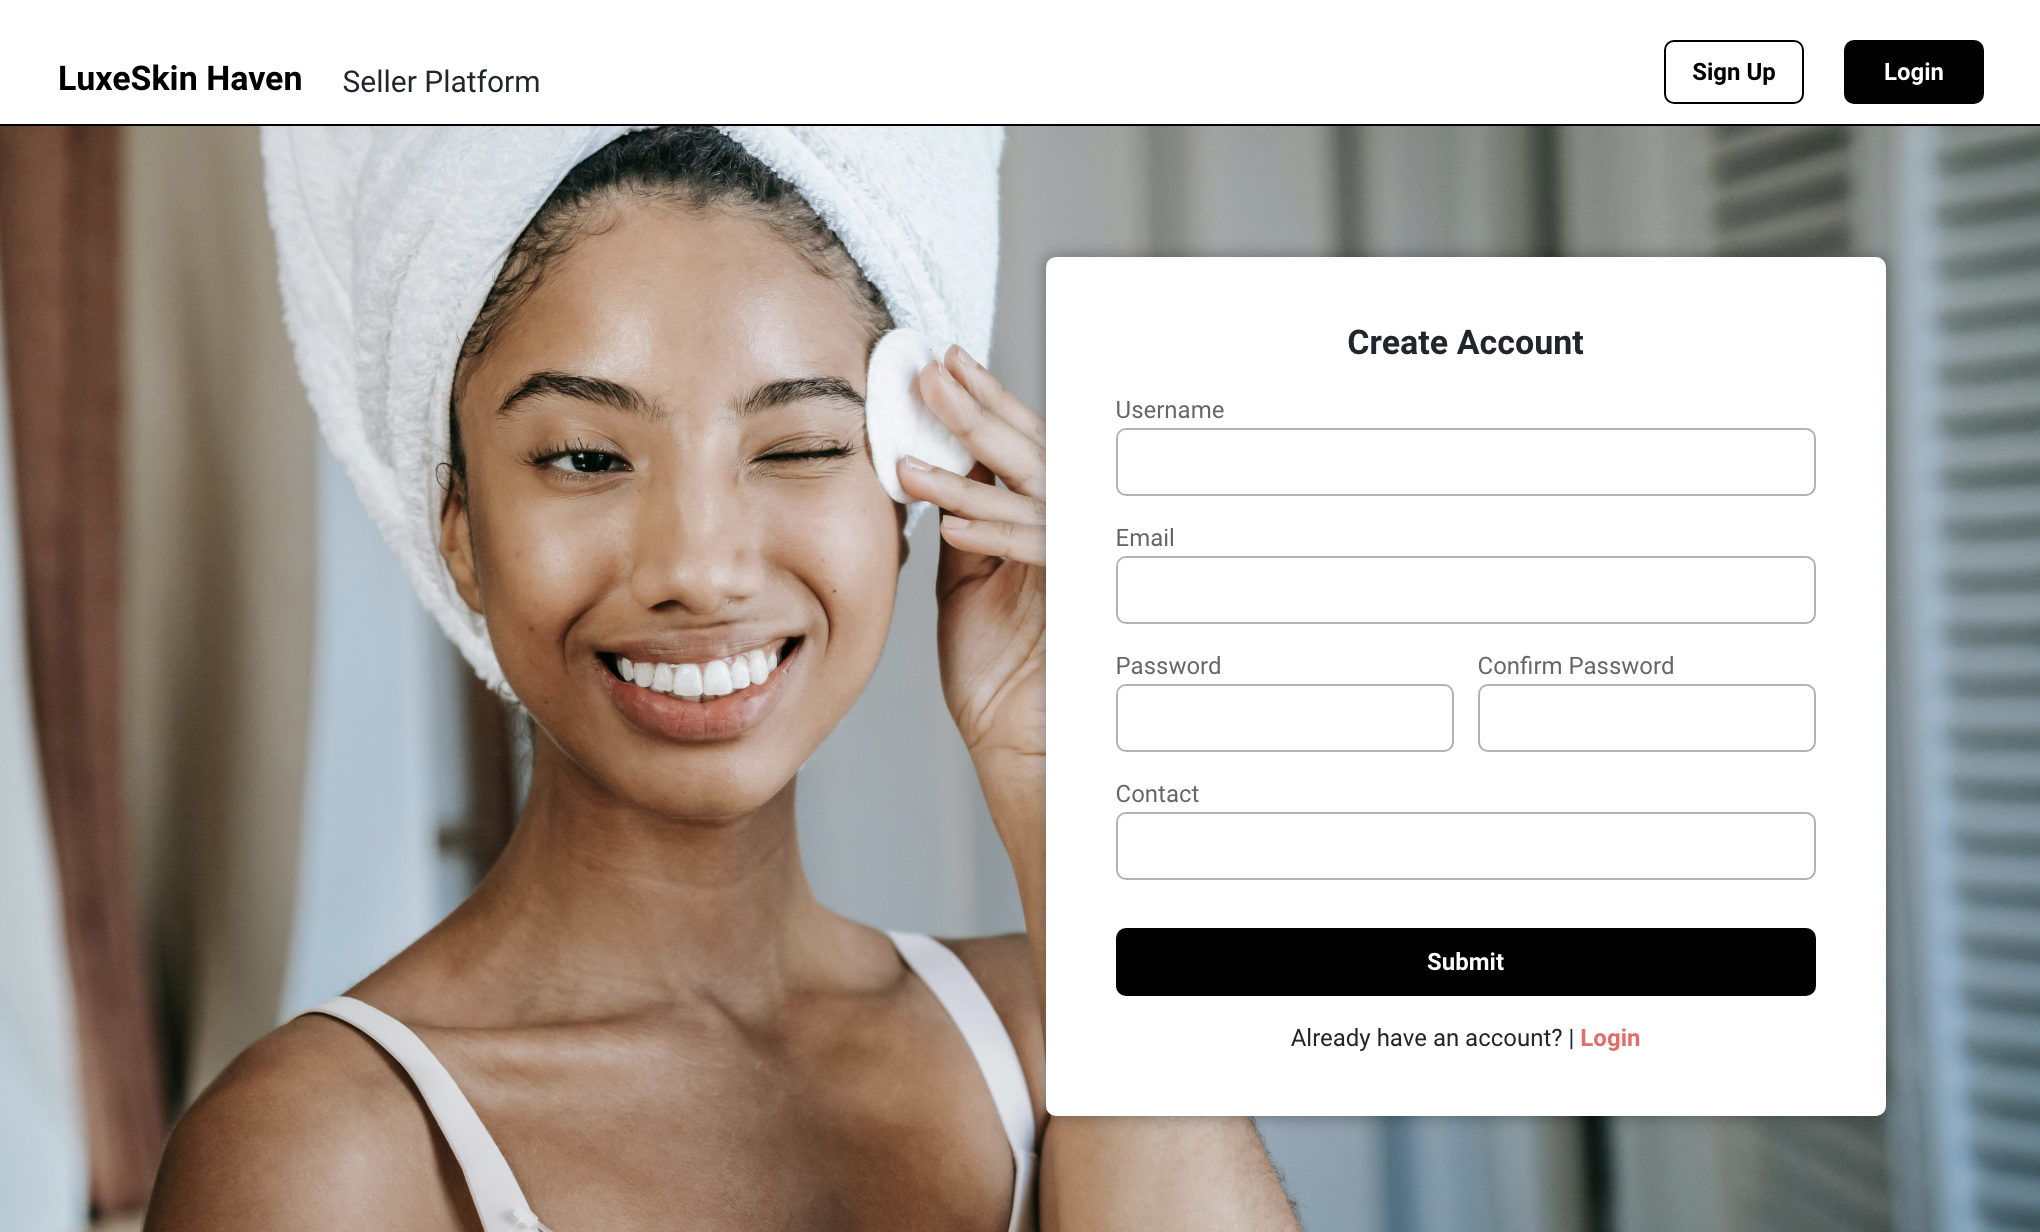 LuxeSkin Haven Seller Platform Sign Up Login
Create Account
Username
Email
Password Confirm Password
Contact
Submit
Already have an account? | Login